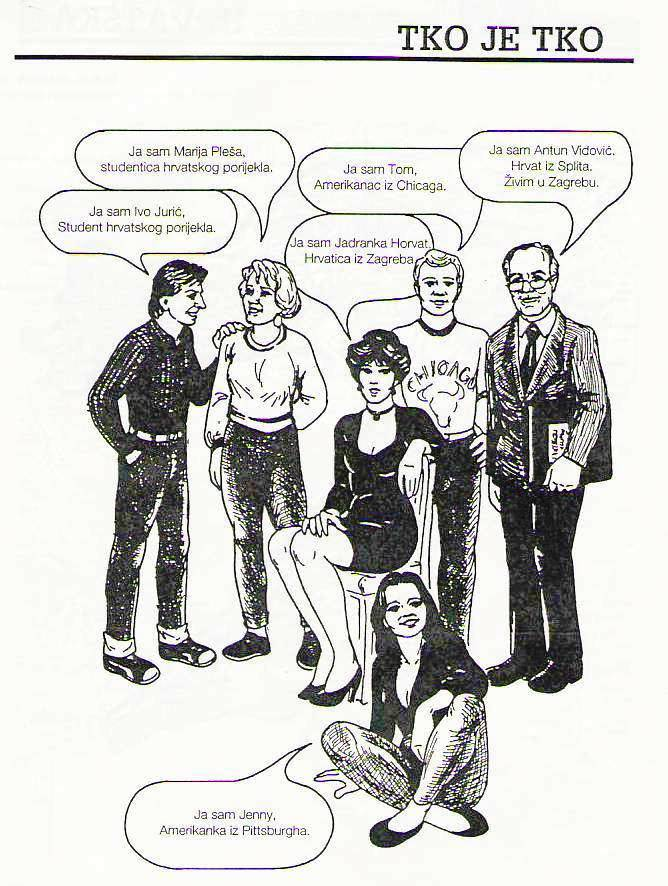 TKO JE TKO
Ja sam Marija Pleša,
studentica hrvatskog porijekla.
Ja sam Ivo Jurić,
Student hrvatskog porijekla.
Ja sam Tom,
Amerikanac iz Chicaga.
Ja sam Antun Vidović.
Hrvat iz Splita.
Živim u Zagrebu.
Ja sam Jadranka Horvat.
Hrvatica iz Zagreba
CHICAGO
Ja sam Jenny,
Amerikanka iz Pittsburgha.